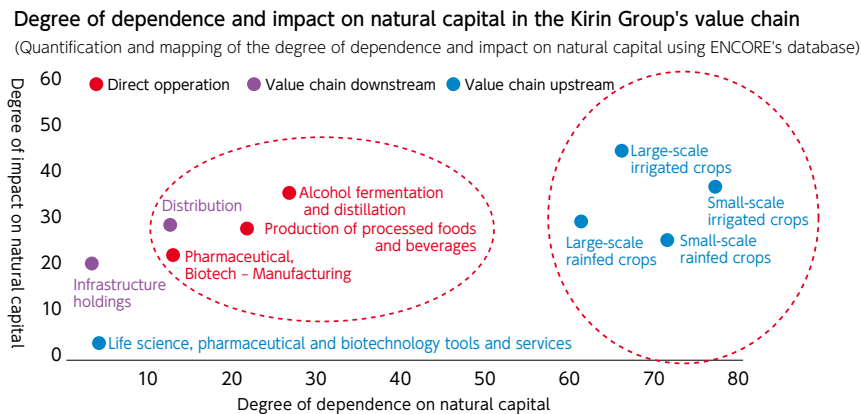 Degree of dependence and impact on natural capital in the Kirin Group's value chain
(Quantification and mapping of the degree of dependence and impact on natural capital using ENCORE's database)
Degree of impact on natural capital
60
50
40
30
20
10
0
Direct opperation
Value chain downstream
Value chain upstream
Large-scale
irrigated crops
Alcohol fermentation
and distillation
Small-scale
irrigated crops
Distribution
Production of processed foods
and beverages
Large-scale
rainfed crops
Small-scale
rainfed crops
Pharmaceutical,
Biotech – Manufacturing
Infrastructure
holdings
Life science, pharmaceutical and biotechnology tools and services
10
20
30
40
50
60
70
80
Degree of dependence on natural capital